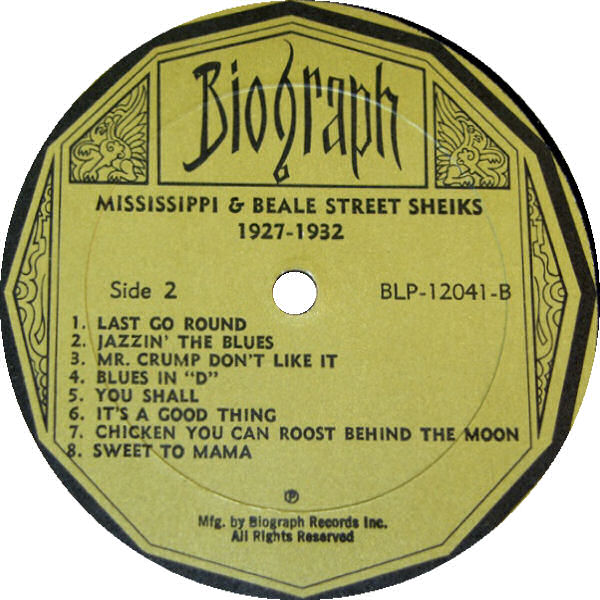 Biograph
MISSISSIPPI & BEALE STREET SHEIKS
1927-1932
Side 2
BLP-12041-B
1. LAST GO ROUND
2. JAZZIN' THE BLUES
3. MR. CRUMP DON'T LIKE IT
4. BLUES IN "D"
5. YOU SHALL
6. IT'S A GOOD THING
7. CHICKEN YOU CAN ROOST BEHIND THE MOON
8. SWEET TO MAMA
℗
Mfg. by Biograph Records Inc.
All Rights Reserved